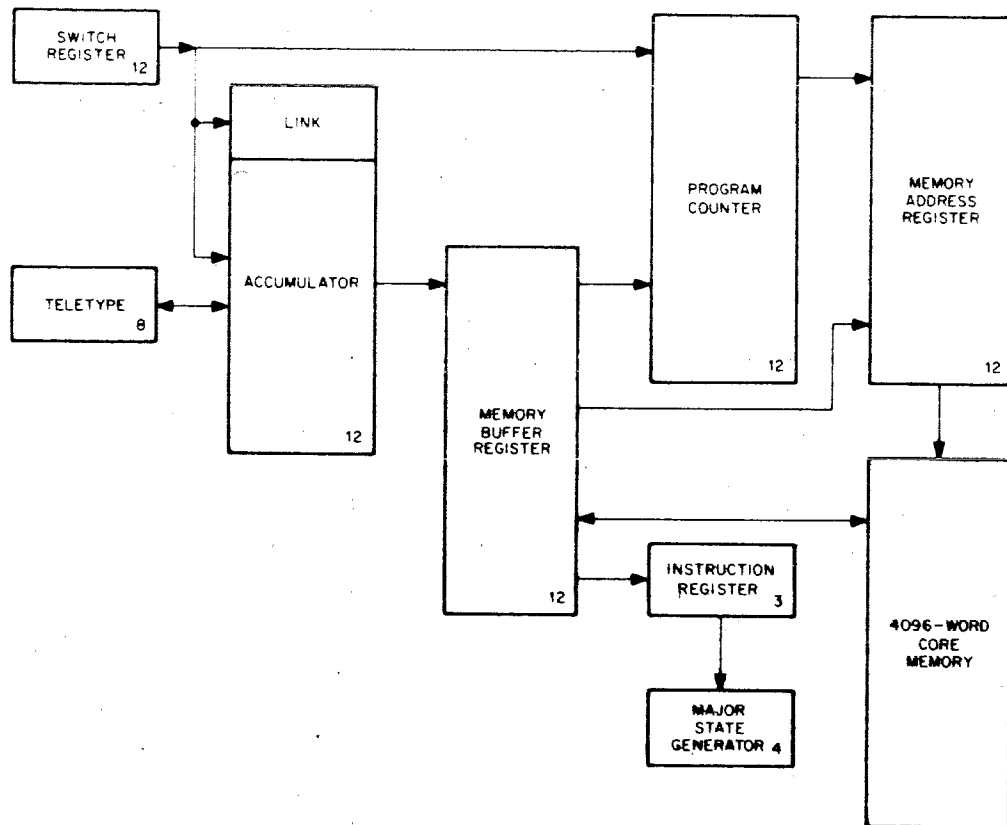 SWITCH
REGISTER
12
LINK
ACCUMULATOR
12
TELETYPE
8
MEMORY
BUFFER
REGISTER
12
PROGRAM
COUNTER
12
MEMORY
ADDRESS
REGISTER
12
INSTRUCTION
REGISTER
3
MAJOR
STATE
GENERATOR 4
4096-WORD
CORE
MEMORY